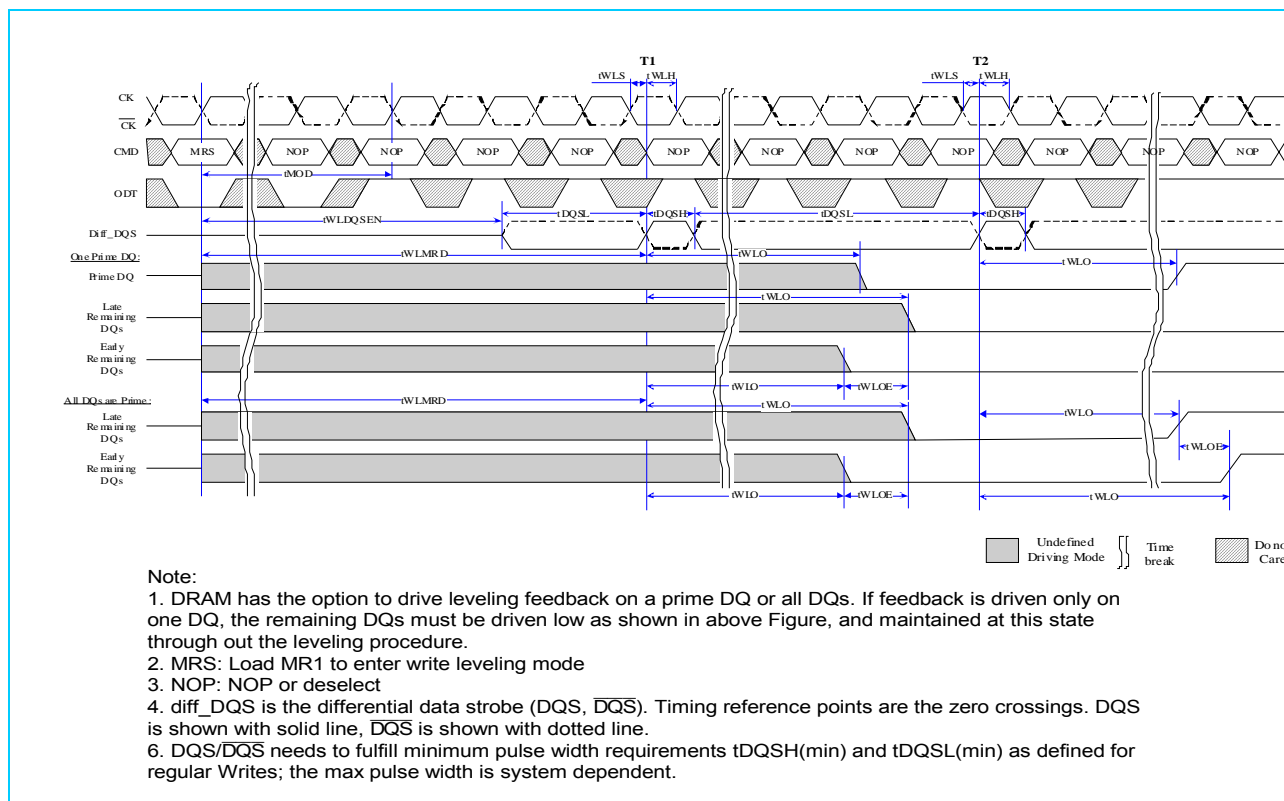 T1
T2
tWLS
tWLH
tWLS
tWLH
CK
CK
CMD
MRS
NOP
NOP
NOP
NOP
NOP
NOP
NOP
NOP
NOP
NOP
NOP
tMOD
ODT
tWLDQSEN
tDQSL
tDQSH
tDQSL
tDQSH
Diff_DQS
One Prime DQ:
tWLMRD
tWLO
tWLO
Prime DQ
tWLO
Late
Remaining
DQs
Early
Remaining
DQs
tWLO
tWLOE
All DQs are Prime:
tWLMRD
tWLO
tWLO
Late
Remaining
DQs
tWLOE
Early
Remaining
DQs
tWLO
tWLOE
tWLO
Undefined
Driving Mode
Time
break
Do no
Care
Note:
1. DRAM has the option to drive leveling feedback on a prime DQ or all DQs. If feedback is driven only on
one DQ, the remaining DQs must be driven low as shown in above Figure, and maintained at this state
through out the leveling procedure.
2. MRS: Load MR1 to enter write leveling mode
3. NOP: NOP or deselect
4. diff_DQS is the differential data strobe (DQS, DQS). Timing reference points are the zero crossings. DQS
is shown with solid line, DQS is shown with dotted line.
6. DQS/DQS needs to fulfill minimum pulse width requirements tDQSH(min) and tDQSL(min) as defined for
regular Writes; the max pulse width is system dependent.